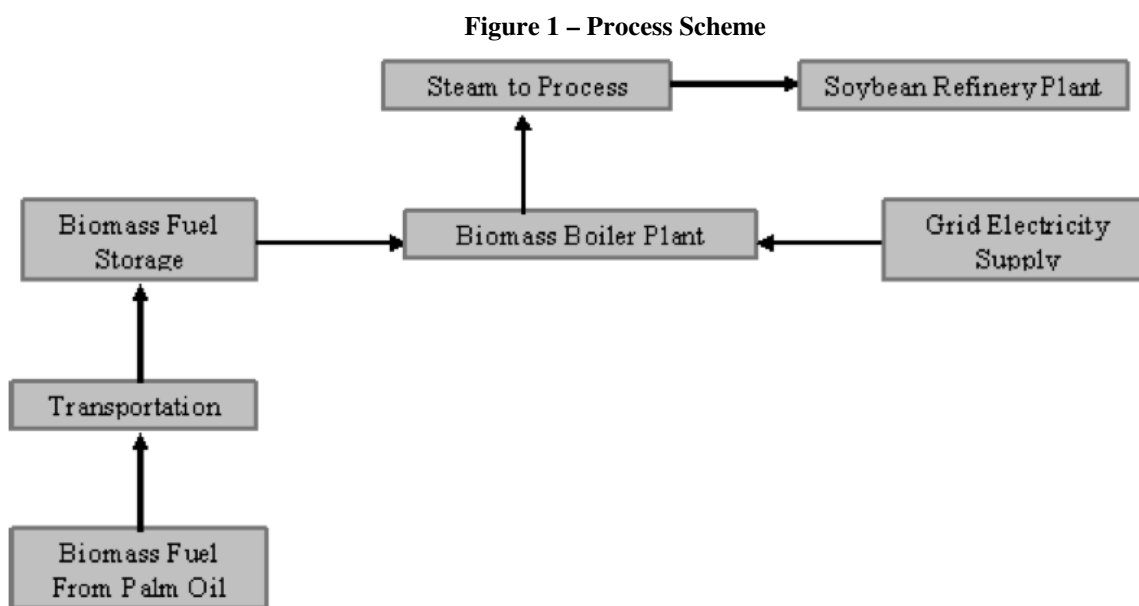 Figure 1 – Process Scheme
Steam to Process
Soybean Refinery Plant
Biomass Fuel
Storage
Biomass Boiler Plant
Grid Electricity
Supply
Transportation
Biomass Fuel
From Palm Oil